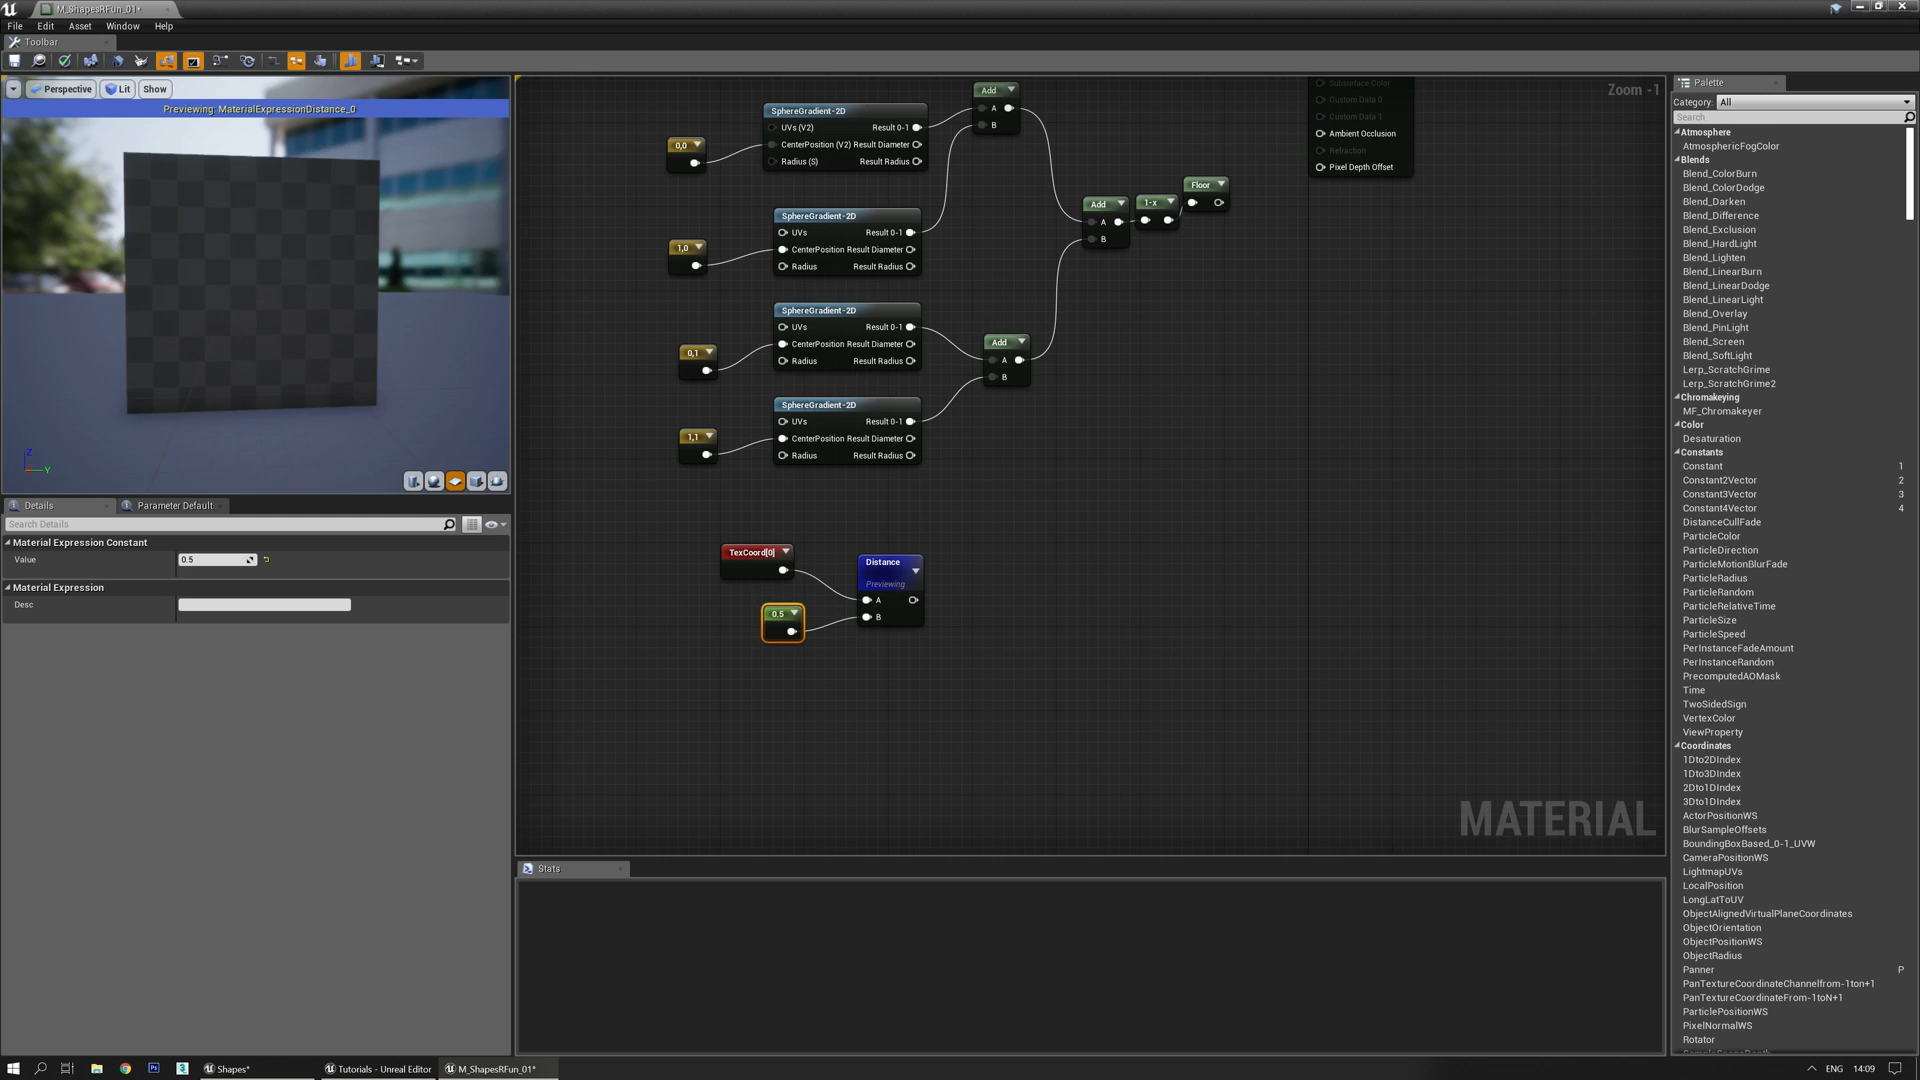 M_ShapesRFun_01*
File Edit Asset Window Help
Toolbar
Perspective Lit Show
Previewing: MaterialExpressionDistance_0
Z
Y
Details
Parameter Default
Search Details
Material Expression Constant
Value 0.5
Material Expression
Desc
Zoom -1
0,0
SphereGradient-2D
UVs (V2) Result 0-1
CenterPosition (V2) Result Diameter
Radius (S) Result Radius
Add
A
B
1,0
SphereGradient-2D
UVs Result 0-1
CenterPosition Result Diameter
Radius Result Radius
Add
A
B
1-x
Floor
0,1
SphereGradient-2D
UVs Result 0-1
CenterPosition Result Diameter
Radius Result Radius
Add
A
B
1,1
SphereGradient-2D
UVs Result 0-1
CenterPosition Result Diameter
Radius Result Radius
TexCoord[0]
0.5
Distance
Previewing
A
B
Subsurface Color
Custom Data 0
Custom Data 1
Ambient Occlusion
Refraction
Pixel Depth Offset
MATERIAL
Stats
Palette
Category: All
Search
Atmosphere
AtmosphericFogColor
Blends
Blend_ColorBurn
Blend_ColorDodge
Blend_Darken
Blend_Difference
Blend_Exclusion
Blend_HardLight
Blend_Lighten
Blend_LinearBurn
Blend_LinearDodge
Blend_LinearLight
Blend_Overlay
Blend_PinLight
Blend_Screen
Blend_SoftLight
Lerp_ScratchGrime
Lerp_ScratchGrime2
Chromakeying
MF_Chromakeyer
Color
Desaturation
Constants
Constant 1
Constant2Vector 2
Constant3Vector 3
Constant4Vector 4
DistanceCullFade
ParticleColor
ParticleDirection
ParticleMotionBlurFade
ParticleRadius
ParticleRandom
ParticleRelativeTime
ParticleSize
ParticleSpeed
PerInstanceFadeAmount
PerInstanceRandom
PrecomputedAOMask
Time
TwoSidedSign
VertexColor
ViewProperty
Coordinates
1Dto2DIndex
1Dto3DIndex
2Dto1DIndex
3Dto1DIndex
ActorPositionWS
BlurSampleOffsets
BoundingBoxBased_0-1_UVW
CameraPositionWS
LightmapUVs
LocalPosition
LongLatToUV
ObjectAlignedVirtualPlaneCoordinates
ObjectOrientation
ObjectPositionWS
ObjectRadius
Panner P
PanTextureCoordinateChannelfrom-1ton+1
PanTextureCoordinateFrom-1toN+1
ParticlePositionWS
PixelNormalWS
Rotator
Shapes*
Tutorials - Unreal Editor
M_ShapesRFun_01*
ENG 14:09